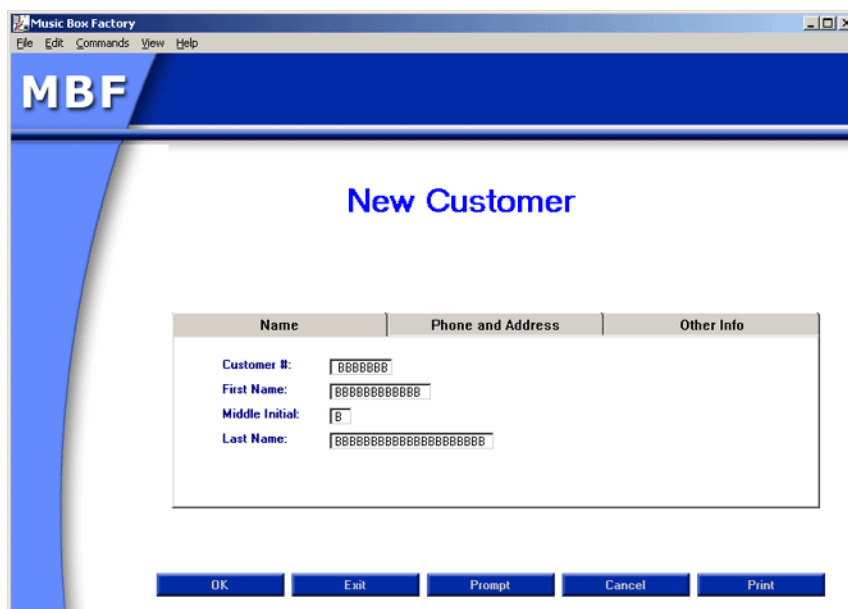 Music Box Factory
File Edit Commands View Help
MBF
New Customer
Name Phone and Address Other Info
Customer #: BBBBBBB
First Name: BBBBBBBBBBBB
Middle Initial: B
Last Name: BBBBBBBBBBBBBBBBBBBBB
OK Exit Prompt Cancel Print